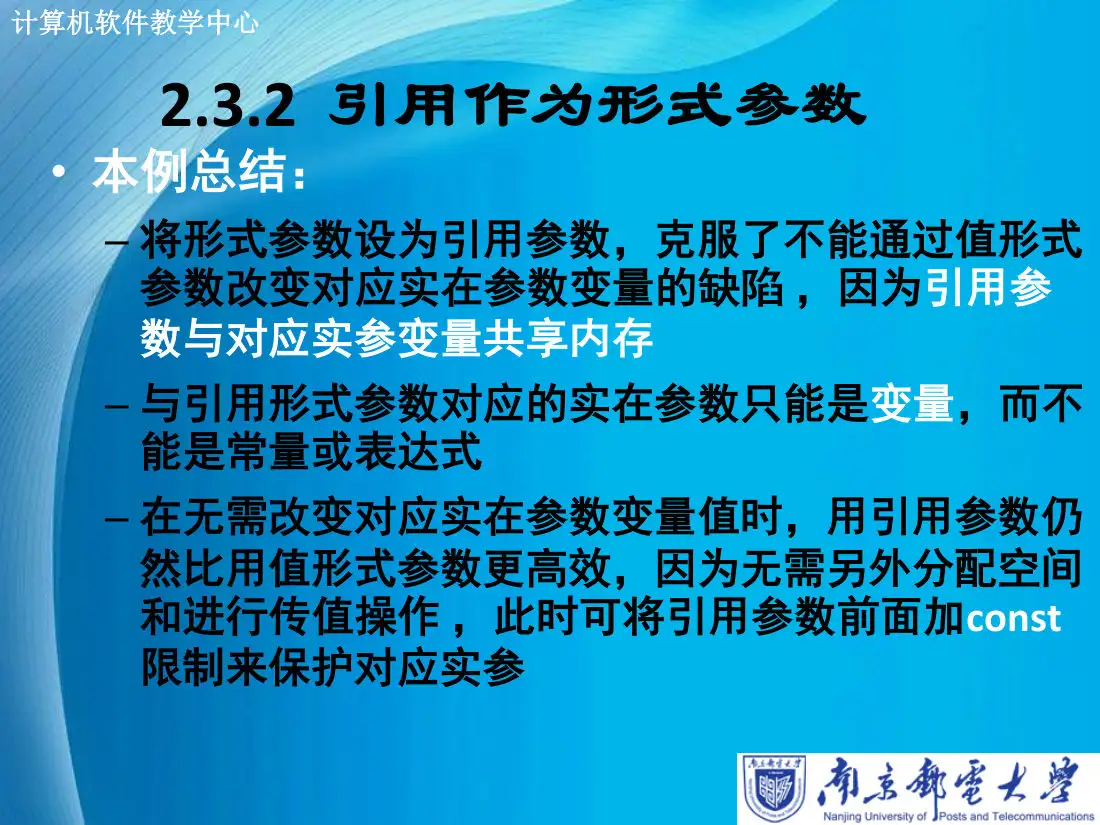 计算机软件教学中心
2.3.2 引用作为形式参数
• 本例总结：
– 将形式参数设为引用参数，克服了不能通过值形式
参数改变对应实在参数变量的缺陷 ，因为引用参
数与对应实参变量共享内存
– 与引用形式参数对应的实在参数只能是变量，而不
能是常量或表达式
– 在无需改变对应实在参数变量值时，用引用参数仍
然比用值形式参数更高效，因为无需另外分配空间
和进行传值操作 ，此时可将引用参数前面加const
限制来保护对应实参
南京郵電大學
Nanjing University of Posts and Telecommunications